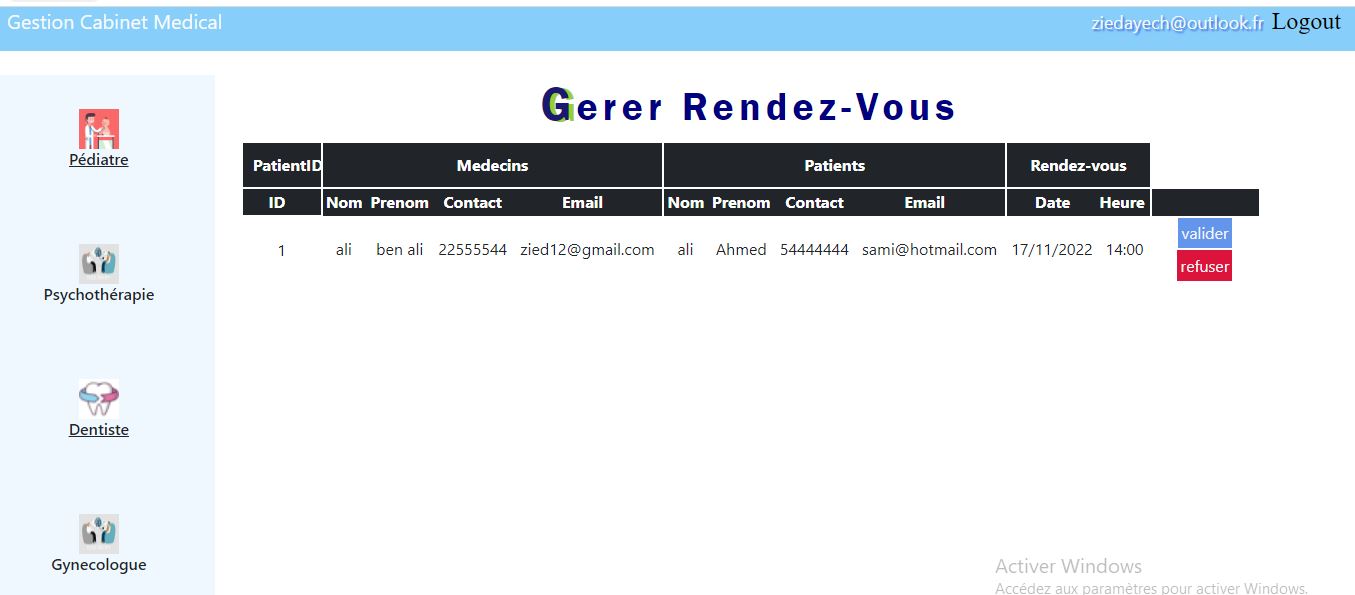 Gestion Cabinet Medical ziedayech@outlook.fr Logout
Gerer Rendez-Vous
PatientID Medecins Patients Rendez-vous
ID Nom Prenom Contact Email Nom Prenom Contact Email Date Heure
1 ali ben ali 22555544 zied12@gmail.com ali Ahmed 54444444 sami@hotmail.com 17/11/2022 14:00
valider
refuser
Pédiatre
Psychothérapie
Dentiste
Gynecologue
Activer Windows
Accédez aux paramètres pour activer Windows.